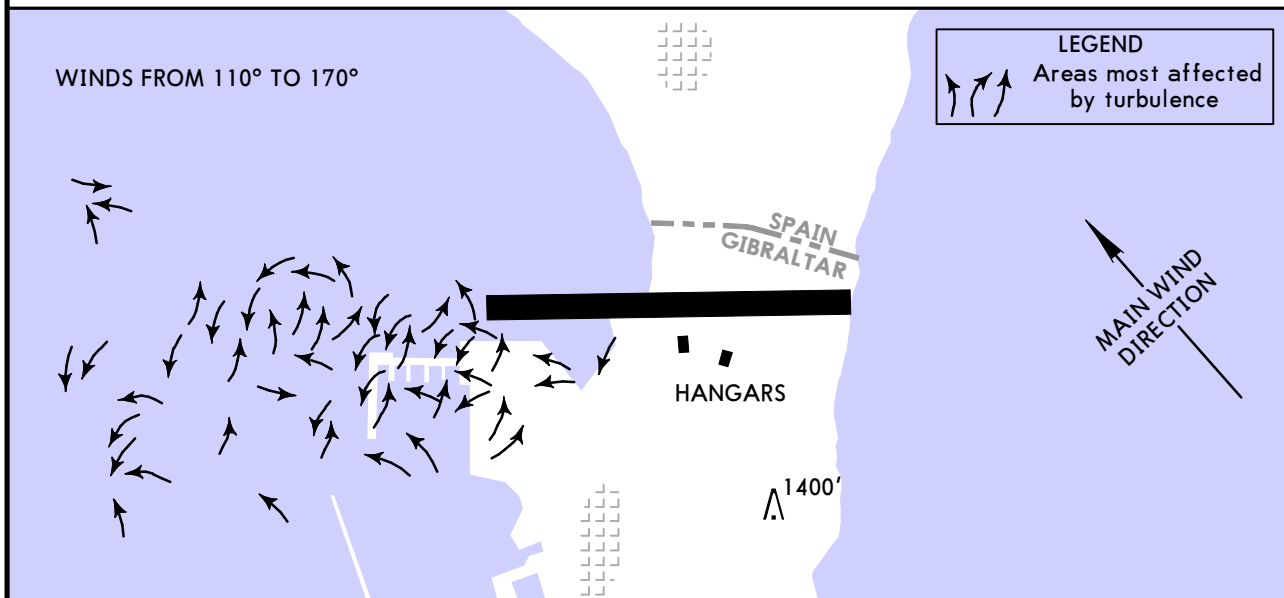 WINDS FROM 110° TO 170°
LEGEND
Areas most affected
by turbulence
SPAIN
GIBRALTAR
MAIN WIND
DIRECTION
HANGARS
1400'